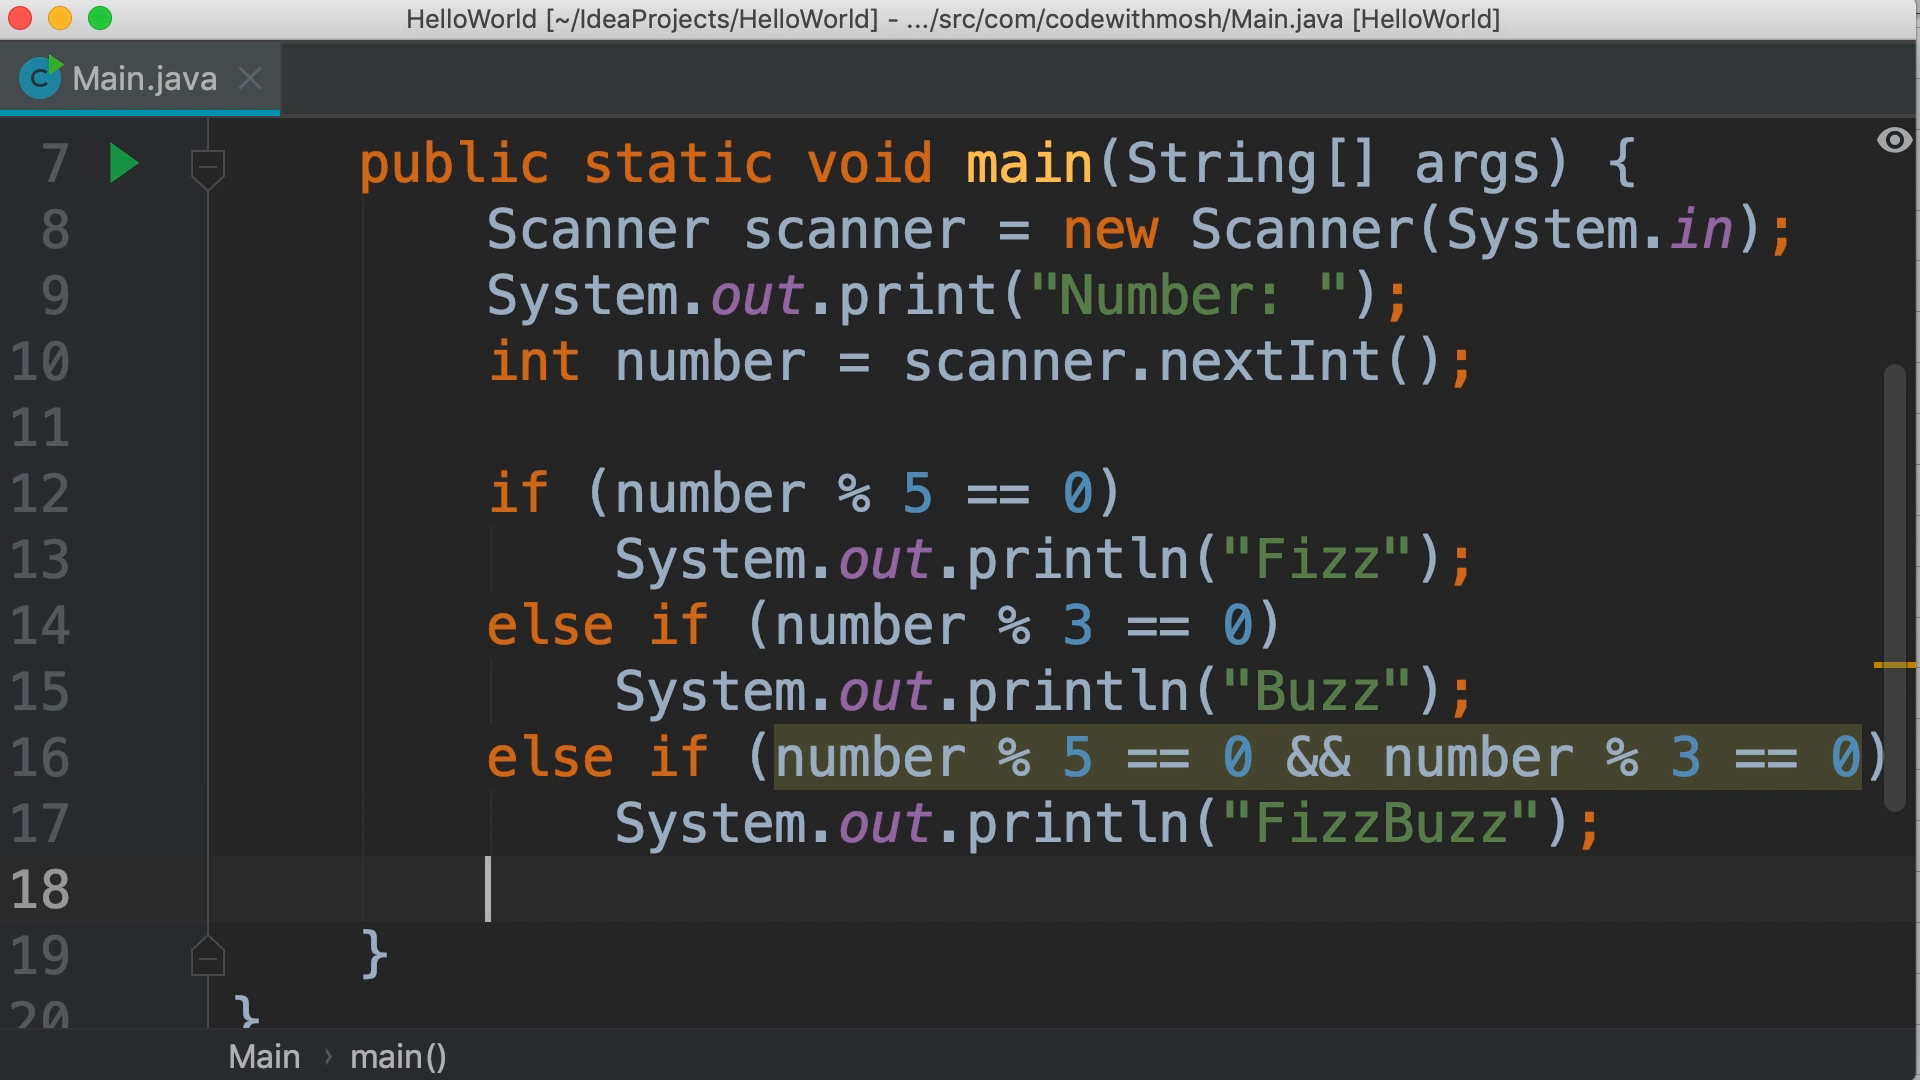 HelloWorld [~/IdeaProjects/HelloWorld] - .../src/com/codewithmosh/Main.java [HelloWorld]
C Main.java
7 public static void main(String[] args) {
8 Scanner scanner = new Scanner(System.in);
9 System.out.print("Number: ");
10 int number = scanner.nextInt();
11
12 if (number % 5 == 0)
13 System.out.println("Fizz");
14 else if (number % 3 == 0)
15 System.out.println("Buzz");
16 else if (number % 5 == 0 && number % 3 == 0)
17 System.out.println("FizzBuzz");
18
19 }
20 }
Main › main()